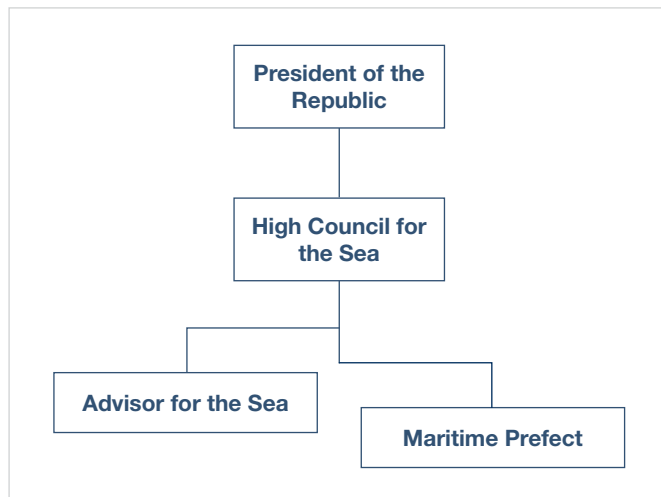 President of the
Republic
High Council for
the Sea
Advisor for the Sea
Maritime Prefect